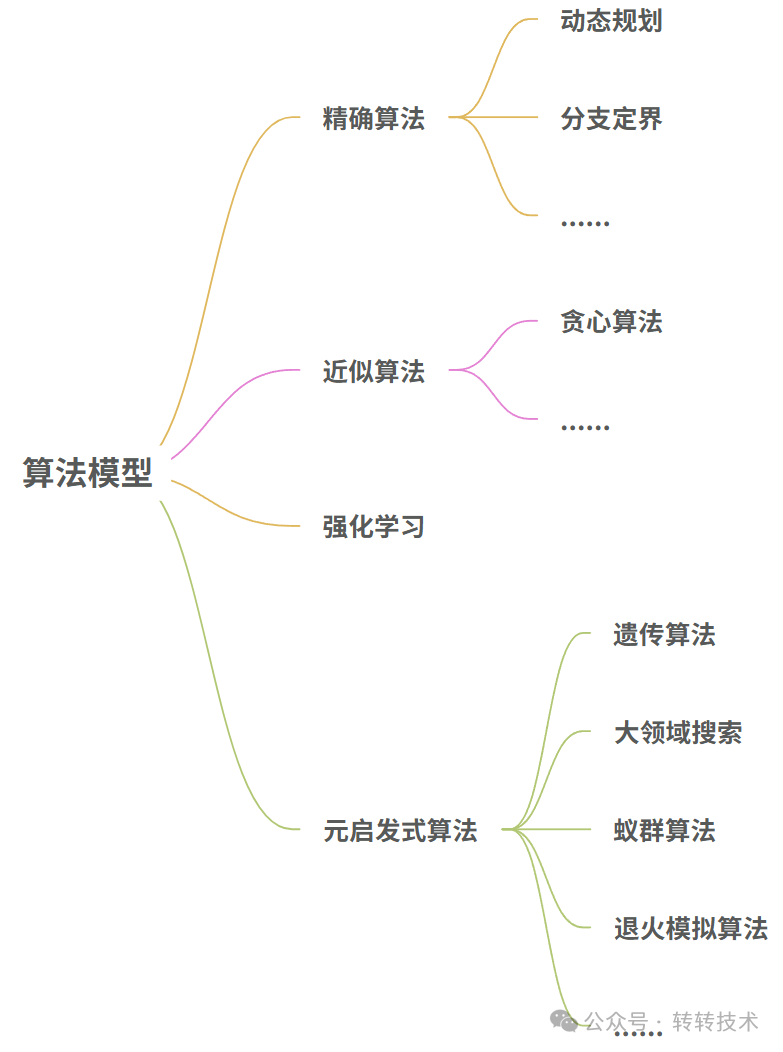 算法模型
精确算法
动态规划
分支定界
……
近似算法
贪心算法
……
强化学习
元启发式算法
遗传算法
大领域搜索
蚁群算法
退火模拟算法
……
公众号 · 转转技术